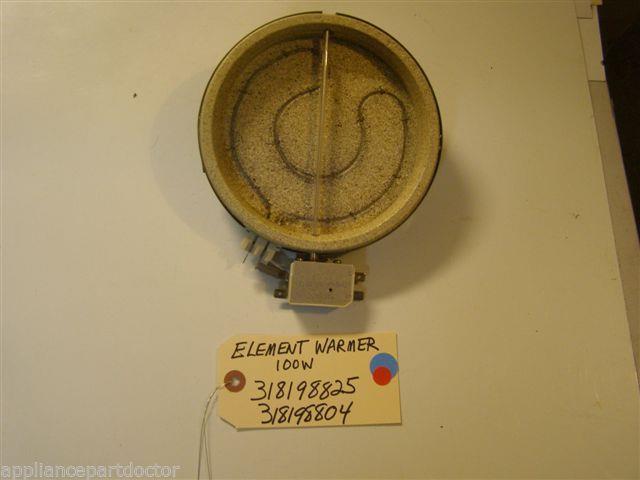 ELEMENT WARMER
100W
318198825
318198804
appliancepartdoctor